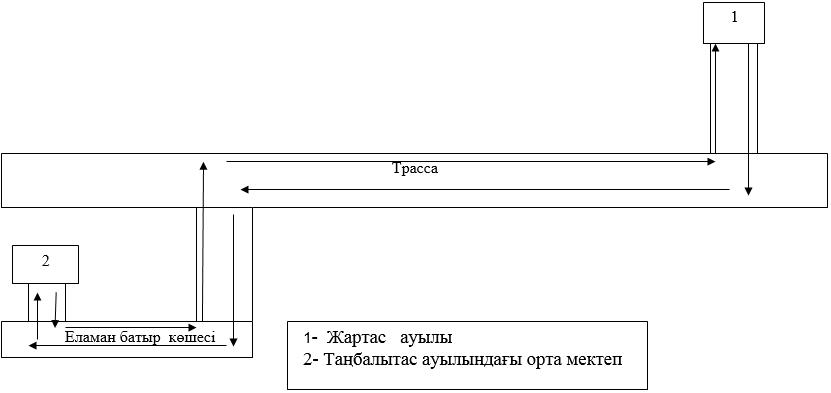 1
Трасса
2
Еламан батыр көшесі
1- Жартас ауылы
2- Таңбалытас ауылындағы орта мектеп